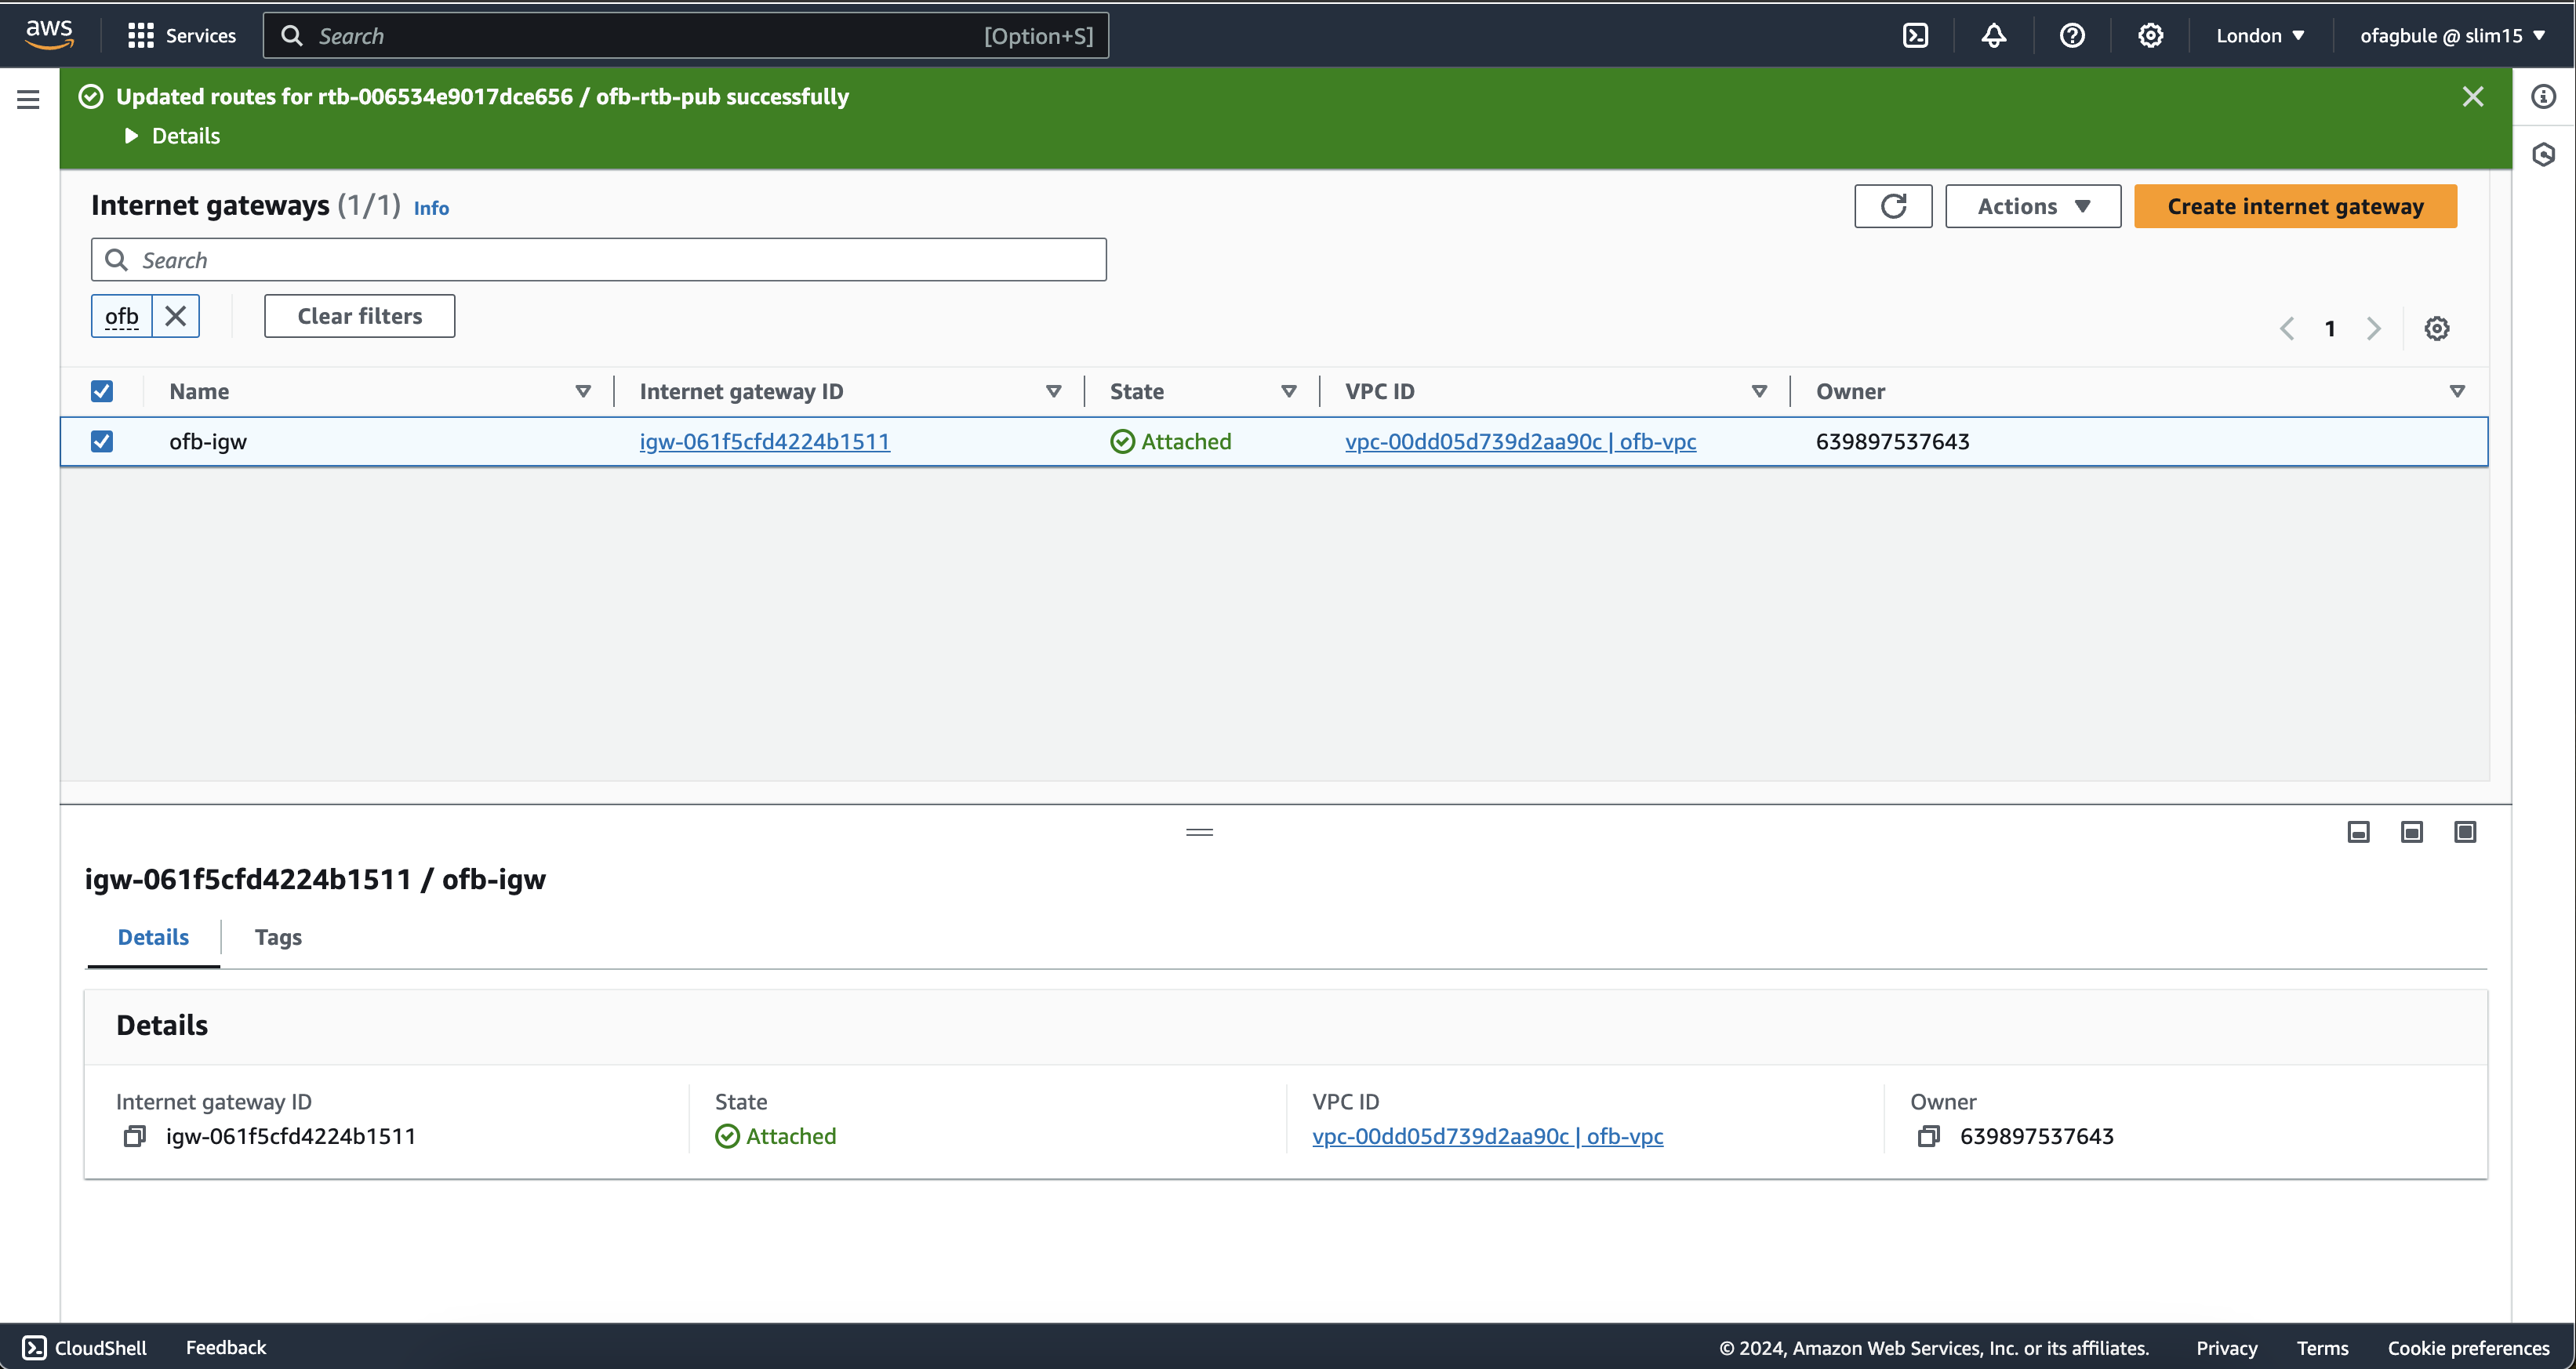 aws Services Search [Option+S] London ofagbule @ slim15
Updated routes for rtb-006534e9017dce656 / ofb-rtb-pub successfully
Details
Internet gateways (1/1) Info Actions Create internet gateway
Search
ofb Clear filters
1
Name Internet gateway ID State VPC ID Owner
ofb-igw igw-061f5cfd4224b1511 Attached vpc-00dd05d739d2aa90c | ofb-vpc 639897537643
igw-061f5cfd4224b1511 / ofb-igw
Details Tags
Details
Internet gateway ID State VPC ID Owner
igw-061f5cfd4224b1511 Attached vpc-00dd05d739d2aa90c | ofb-vpc 639897537643
CloudShell Feedback © 2024, Amazon Web Services, Inc. or its affiliates. Privacy Terms Cookie preferences